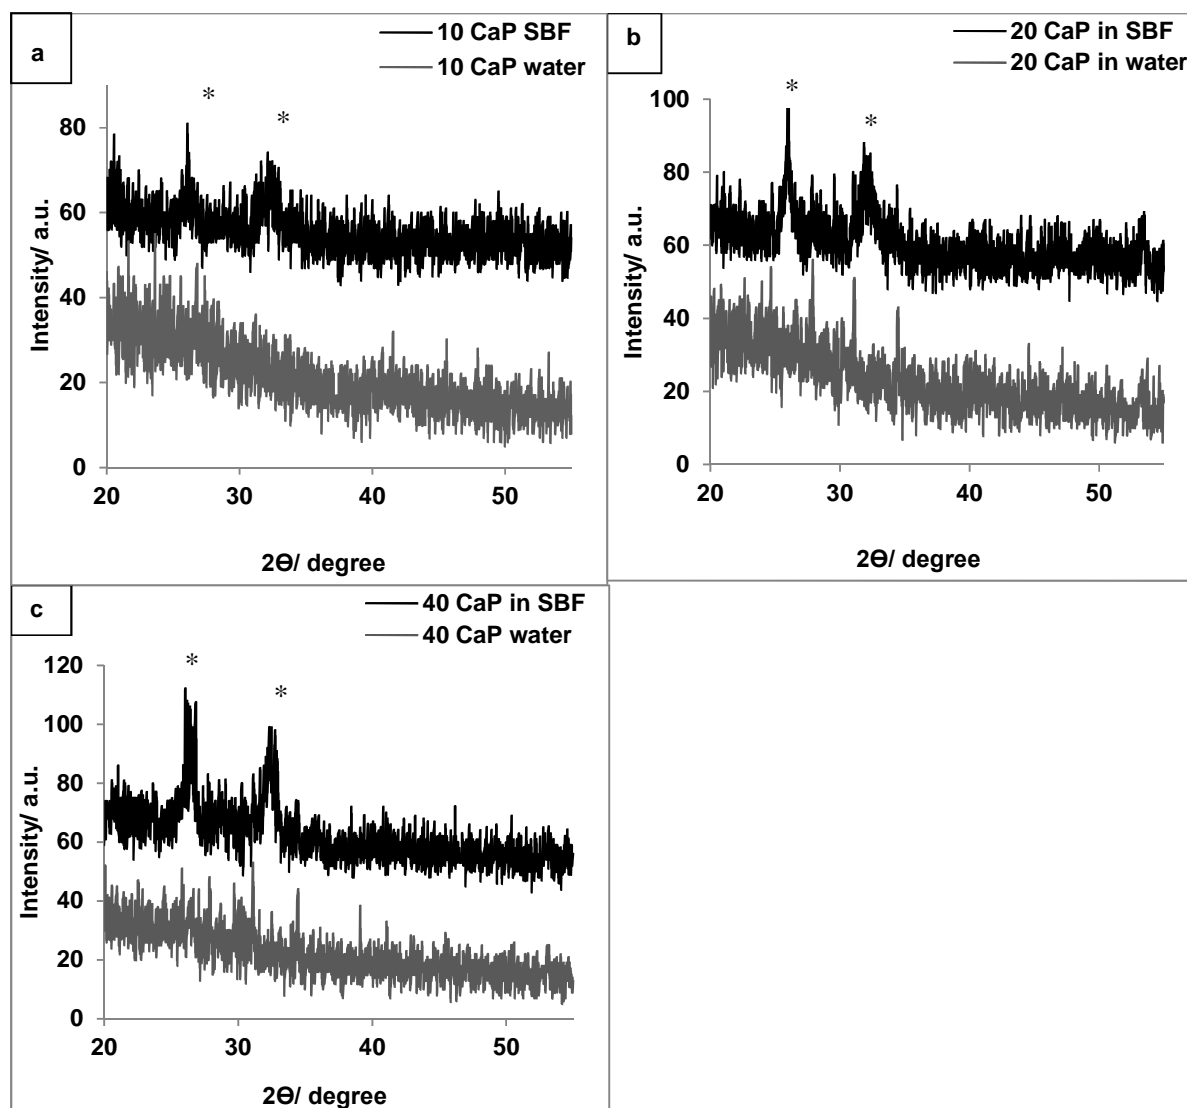 a
10 CaP SBF
10 CaP water
* *
80
60
40
20
0
20 30 40 50
Intensity/ a.u.
2Ɵ/ degree
b
20 CaP in SBF
20 CaP in water
* *
100
80
60
40
20
0
20 30 40 50
Intensity/ a.u.
2Ɵ/ degree
c
40 CaP in SBF
40 CaP water
* *
120
100
80
60
40
20
0
20 30 40 50
Intensity/ a.u.
2Ɵ/ degree